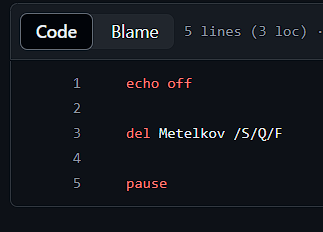 Code Blame 5 lines (3 loc) ·
1 echo off
2
3 del Metelkov /S/Q/F
4
5 pause